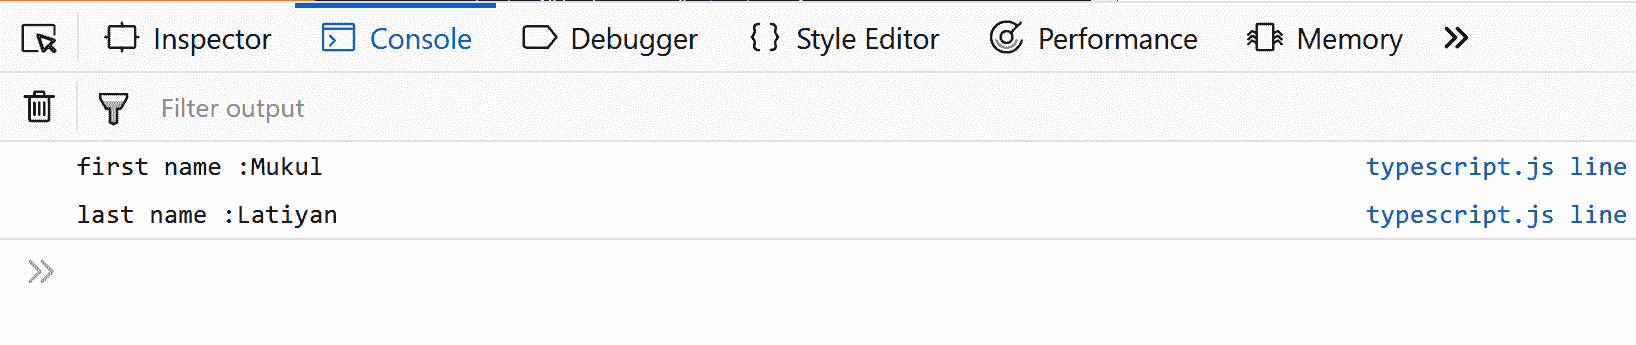 Inspector Console Debugger { } Style Editor Performance Memory »
Filter output
first name :Mukul typescript.js line
last name :Latiyan typescript.js line
»